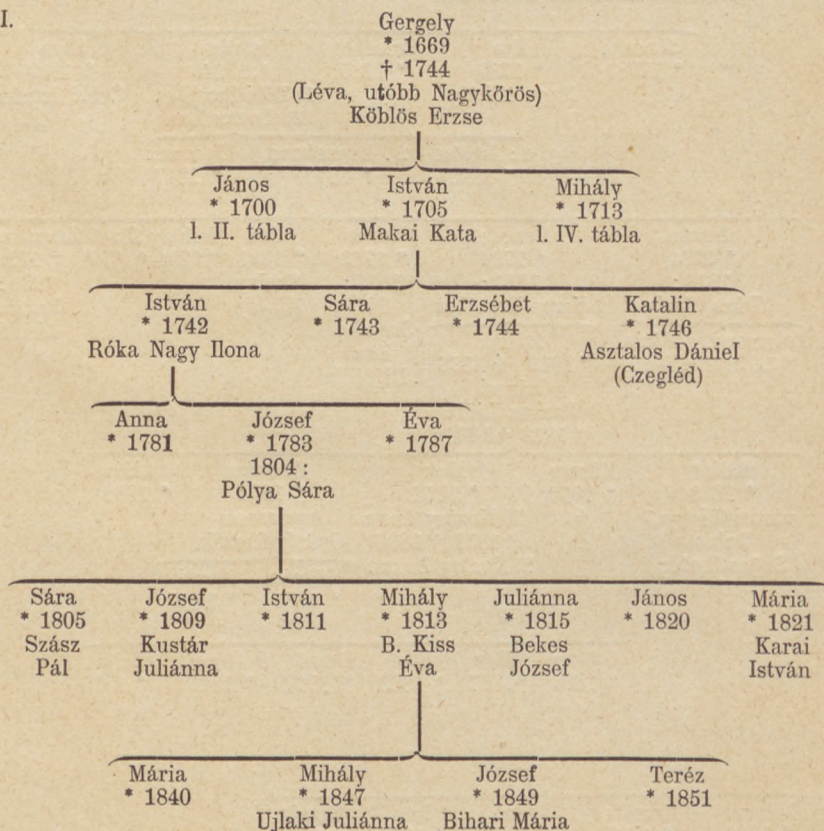 I.
Gergely
* 1669
† 1744
(Léva, utóbb Nagykőrös)
Köblös Erzse
János István Mihály
* 1700 * 1705 * 1713
l. II. tábla Makai Kata l. IV. tábla
István Sára Erzsébet Katalin
* 1742 * 1743 * 1744 * 1746
Róka Nagy Ilona Asztalos Dániel
(Czegléd)
Anna József Éva
* 1781 * 1783 * 1787
1804 :
Pólya Sára
Sára József István Mihály Juliánna János Mária
* 1805 * 1809 * 1811 * 1813 * 1815 * 1820 * 1821
Szász Kustár B. Kiss Bekes Karai
Pál Juliánna Éva József István
Mária Mihály József Teréz
* 1840 * 1847 * 1849 * 1851
Ujlaki Juliánna Bihari Mária